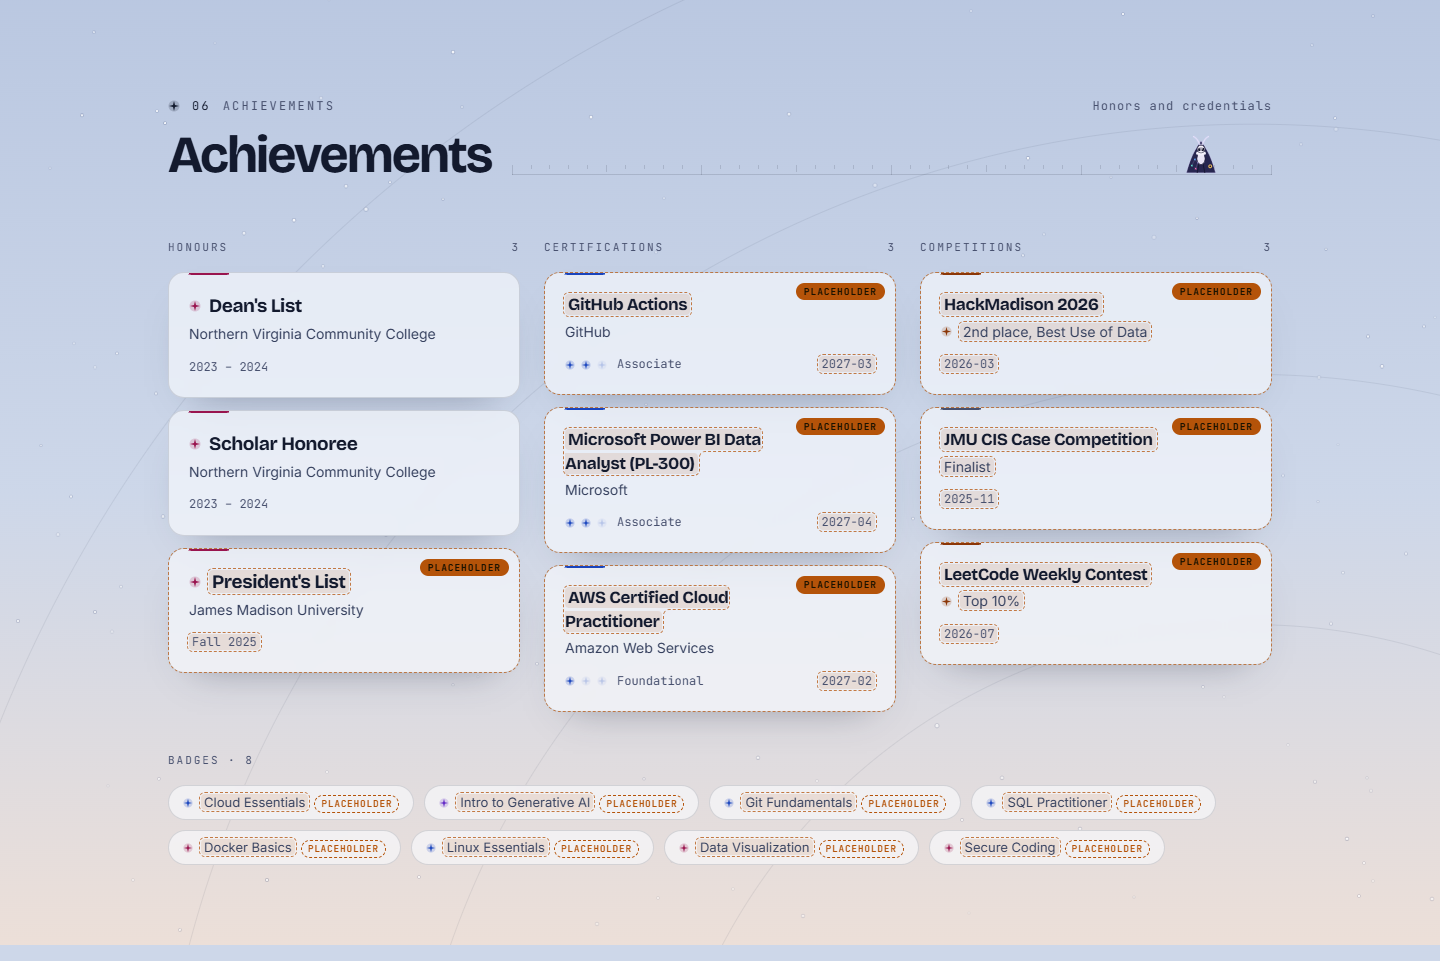 06 ACHIEVEMENTS
Honors and credentials
Achievements
HONOURS 3
Dean's List
Northern Virginia Community College
2023 – 2024
Scholar Honoree
Northern Virginia Community College
2023 – 2024
PLACEHOLDER
President's List
James Madison University
Fall 2025
CERTIFICATIONS 3
PLACEHOLDER
GitHub Actions
GitHub
Associate 2027-03
PLACEHOLDER
Microsoft Power BI Data
Analyst (PL-300)
Microsoft
Associate 2027-04
PLACEHOLDER
AWS Certified Cloud
Practitioner
Amazon Web Services
Foundational 2027-02
COMPETITIONS 3
PLACEHOLDER
HackMadison 2026
2nd place, Best Use of Data
2026-03
PLACEHOLDER
JMU CIS Case Competition
Finalist
2025-11
PLACEHOLDER
LeetCode Weekly Contest
Top 10%
2026-07
BADGES · 8
Cloud Essentials PLACEHOLDER Intro to Generative AI PLACEHOLDER Git Fundamentals PLACEHOLDER SQL Practitioner PLACEHOLDER
Docker Basics PLACEHOLDER Linux Essentials PLACEHOLDER Data Visualization PLACEHOLDER Secure Coding PLACEHOLDER